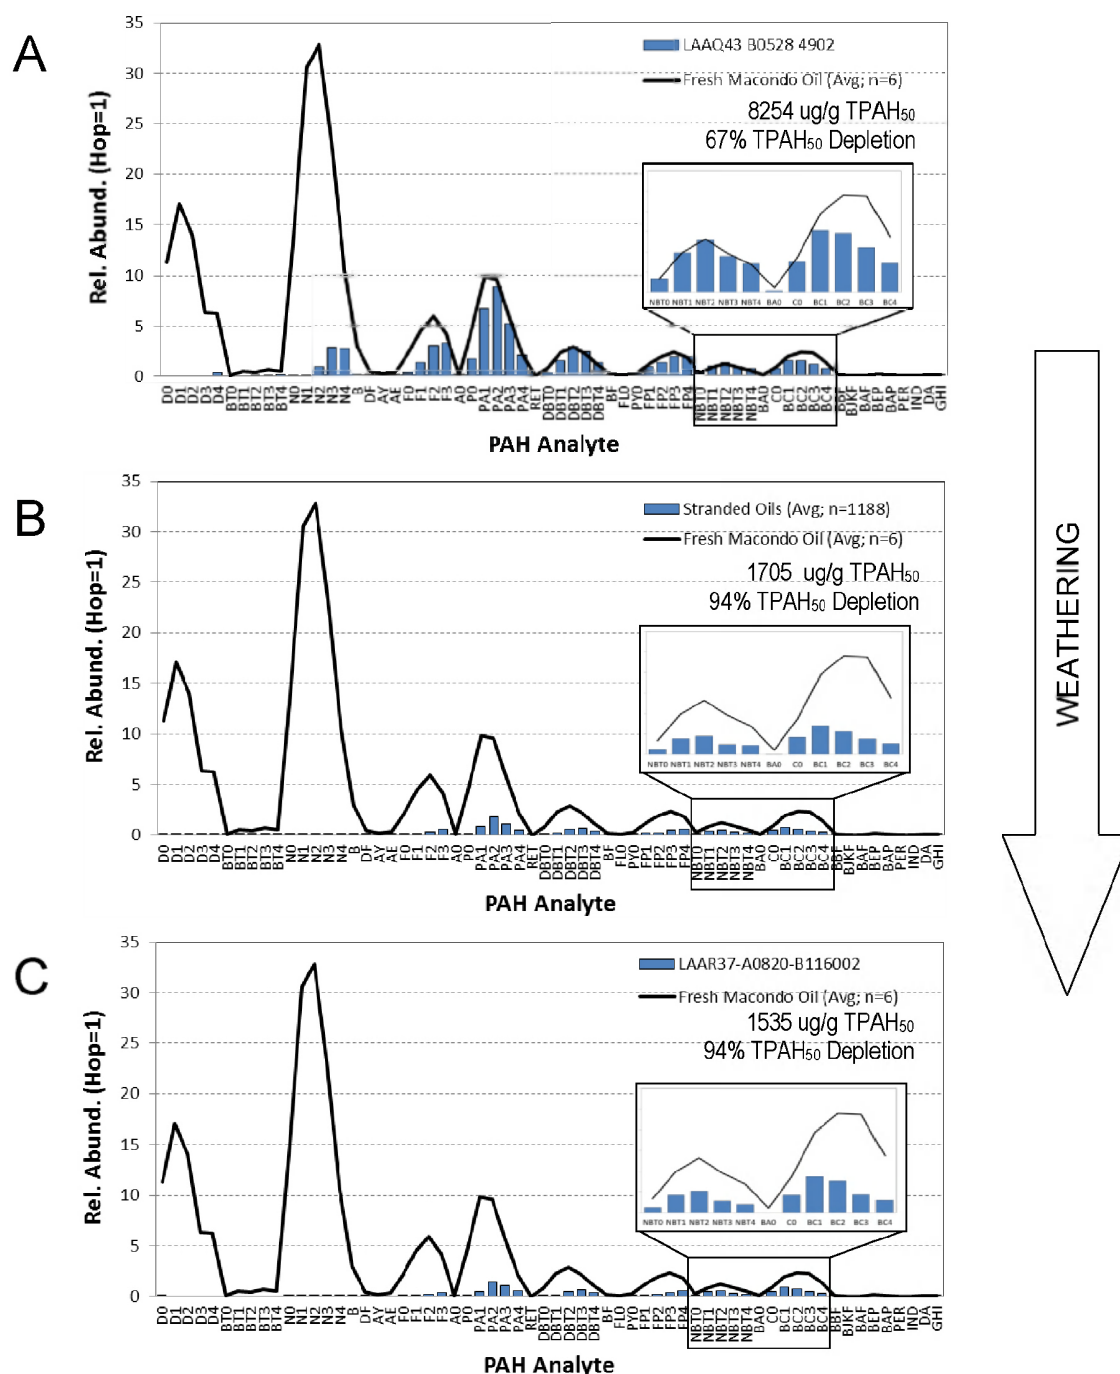 A
35
30
25
20
15
10
5
0
Rel. Abund. (Hop=1)
LAAQ43 B0528 4902
Fresh Macondo Oil (Avg; n=6)
8254 ug/g TPAH50
67% TPAH50 Depletion
NBT0 NBT1 NBT2 NBT3 NBT4 BA0 C0 BC1 BC2 BC3 BC4
D0 D1 D2 D3 D4 BT0 BT1 BT2 BT3 BT4 N0 N1 N2 N3 N4 B DF AY AE F0 F1 F2 F3 A0 P0 PA1 PA2 PA3 PA4 RET DBT0 DBT1 DBT2 DBT3 DBT4 BF FL0 PY0 FP1 FP2 FP3 FP4 NBT0 NBT1 NBT2 NBT3 NBT4 BA0 C0 BC1 BC2 BC3 BC4 BBF BJKF BAF BEP BAP PER IND DA GHI
PAH Analyte
B
35
30
25
20
15
10
5
0
Rel. Abund. (Hop=1)
Stranded Oils (Avg; n=1188)
Fresh Macondo Oil (Avg; n=6)
1705 ug/g TPAH50
94% TPAH50 Depletion
NBT0 NBT1 NBT2 NBT3 NBT4 BA0 C0 BC1 BC2 BC3 BC4
D0 D1 D2 D3 D4 BT0 BT1 BT2 BT3 BT4 N0 N1 N2 N3 N4 B DF AY AE F0 F1 F2 F3 A0 P0 PA1 PA2 PA3 PA4 RET DBT0 DBT1 DBT2 DBT3 DBT4 BF FL0 PY0 FP1 FP2 FP3 FP4 NBT0 NBT1 NBT2 NBT3 NBT4 BA0 C0 BC1 BC2 BC3 BC4 BBF BJKF BAF BEP BAP PER IND DA GHI
PAH Analyte
WEATHERING
C
35
30
25
20
15
10
5
0
Rel. Abund. (Hop=1)
LAAR37-A0820-B116002
Fresh Macondo Oil (Avg; n=6)
1535 ug/g TPAH50
94% TPAH50 Depletion
NBT0 NBT1 NBT2 NBT3 NBT4 BA0 C0 BC1 BC2 BC3 BC4
D0 D1 D2 D3 D4 BT0 BT1 BT2 BT3 BT4 N0 N1 N2 N3 N4 B DF AY AE F0 F1 F2 F3 A0 P0 PA1 PA2 PA3 PA4 RET DBT0 DBT1 DBT2 DBT3 DBT4 BF FL0 PY0 FP1 FP2 FP3 FP4 NBT0 NBT1 NBT2 NBT3 NBT4 BA0 C0 BC1 BC2 BC3 BC4 BBF BJKF BAF BEP BAP PER IND DA GHI
PAH Analyte